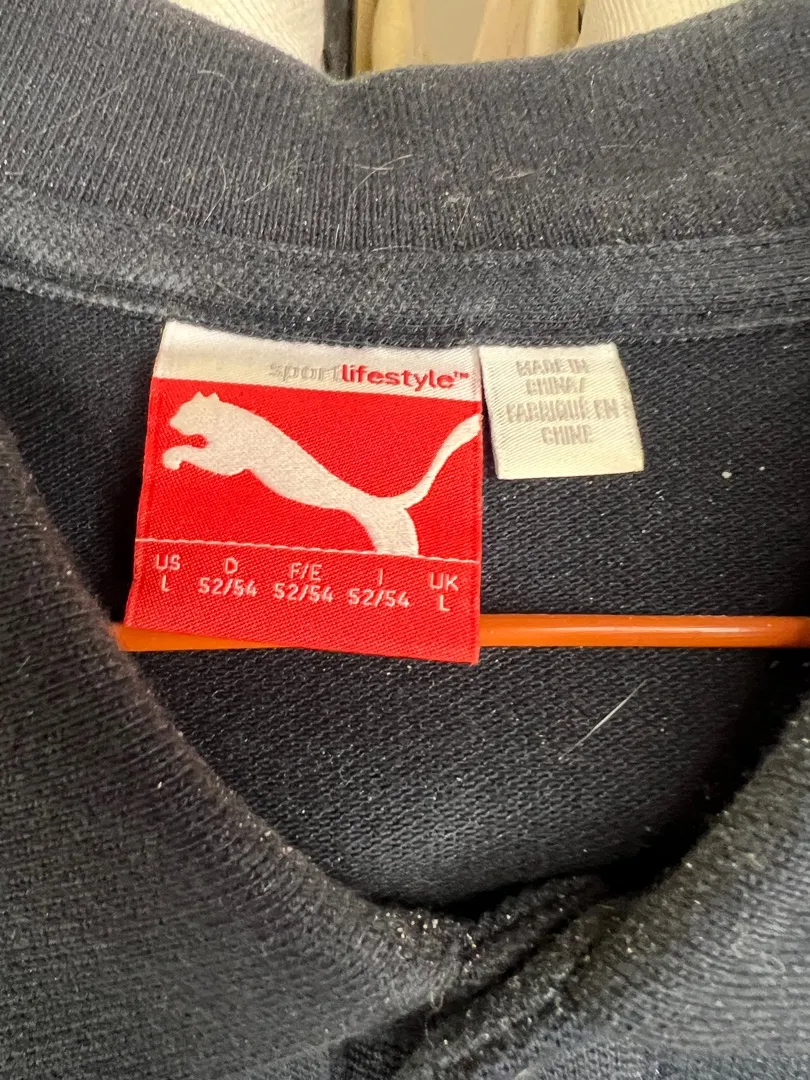 sportlifestyle™
US D F/E I UK
L 52/54 52/54 52/54 L
MADE IN
CHINA/
FABRIQUÉ EN
CHINE